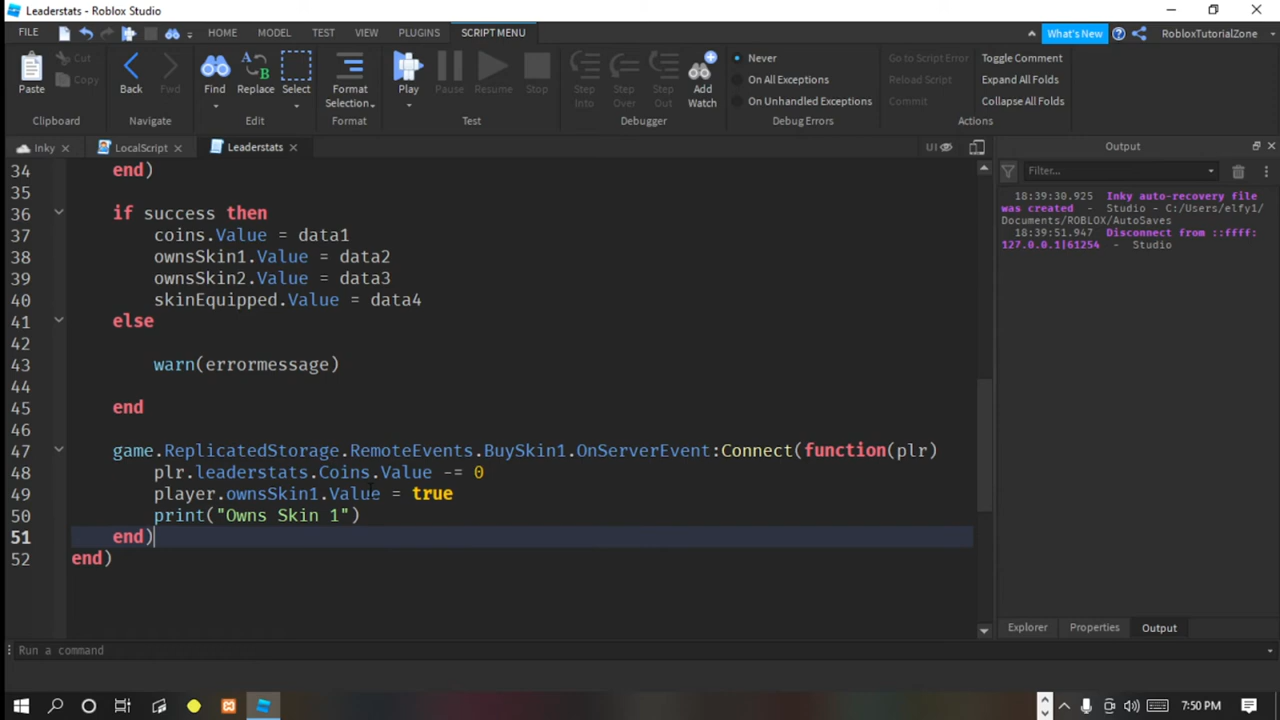 Leaderstats - Roblox Studio
FILE HOME MODEL TEST VIEW PLUGINS SCRIPT MENU What's New RobloxTutorialZone
Paste Cut Copy Back Fwd Find Replace Select Format Selection... Play Pause Resume Stop Step Into Step Over Step Out Add Watch Never On All Exceptions On Unhandled Exceptions Go to Script Error Reload Script Commit Toggle Comment Expand All Folds Collapse All Folds
Clipboard Navigate Edit Format Test Debugger Debug Errors Actions
Inky LocalScript Leaderstats UI Output
Filter...
34 end)
35
36 if success then
37 coins.Value = data1
38 ownsSkin1.Value = data2
39 ownsSkin2.Value = data3
40 skinEquipped.Value = data4
41 else
42
43 warn(errormessage)
44
45 end
46
47 game.ReplicatedStorage.RemoteEvents.BuySkin1.OnServerEvent:Connect(function(plr)
48 plr.leaderstats.Coins.Value -= 0
49 player.ownsSkin1.Value = true
50 print("Owns Skin 1")
51 end)
52 end)
18:39:30.925 Inky auto-recovery file
was created - Studio - C:/Users/elfy1/
Documents/ROBLOX/AutoSaves
18:39:51.947 Disconnect from ::ffff:
127.0.0.1|61254 - Studio
Explorer Properties Output
Run a command
7:50 PM